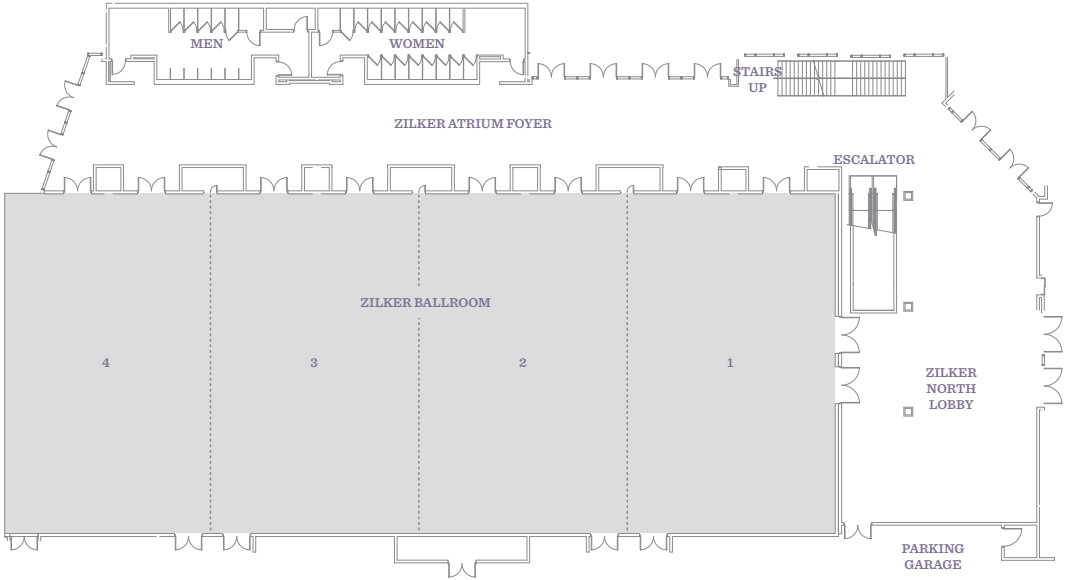 MEN
WOMEN
STAIRS
UP
ZILKER ATRIUM FOYER
ESCALATOR
ZILKER BALLROOM
4
3
2
1
ZILKER
NORTH
LOBBY
PARKING
GARAGE